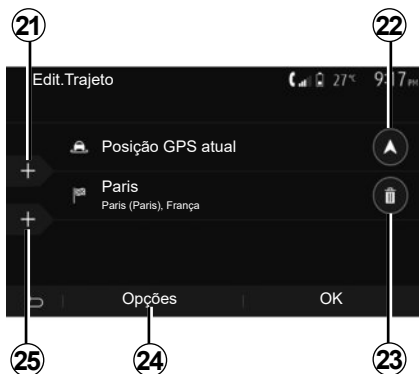 21
22
Edit.Trajeto
27°C
9:17 PM
Posição GPS atual
Paris
Paris (Paris), França
Opções
OK
25
24
23